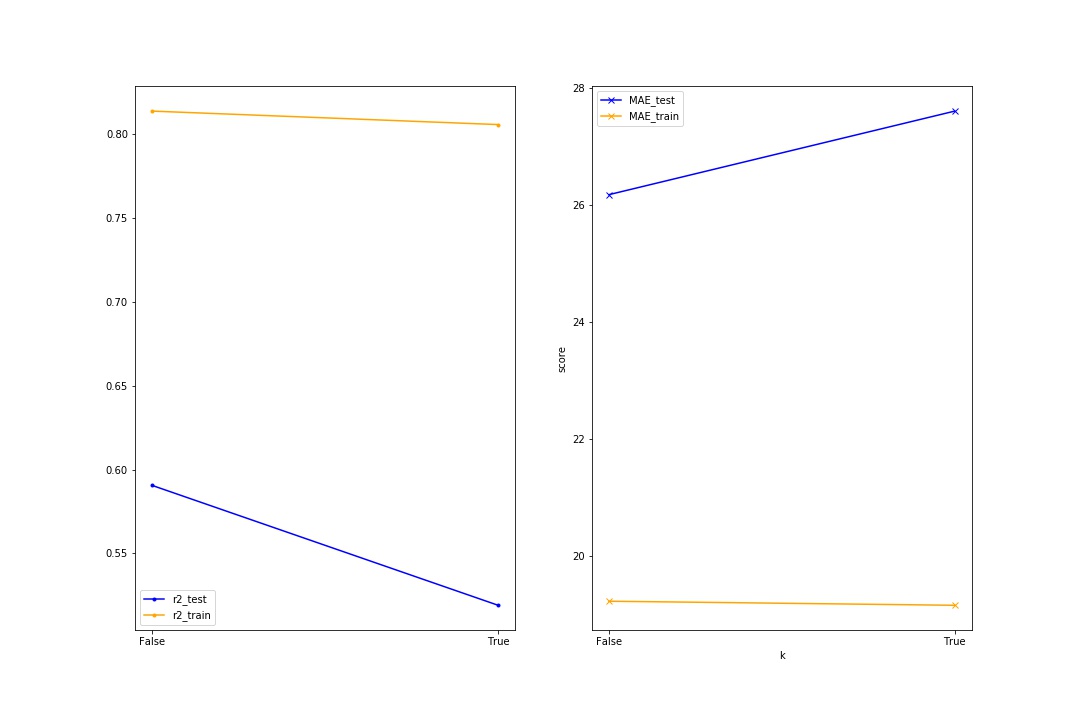 0.80
0.75
0.70
0.65
0.60
0.55
r2_test
r2_train
False
True
28
26
24
22
20
score
MAE_test
MAE_train
False
True
k